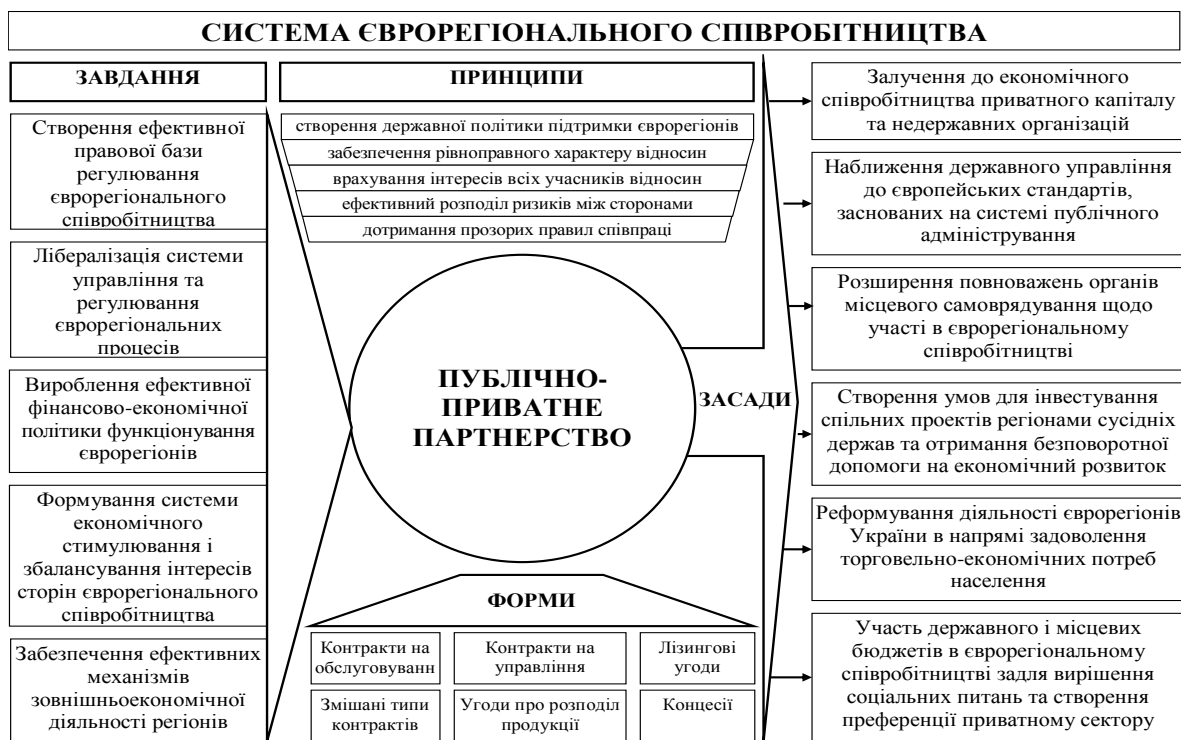 СИСТЕМА ЄВРОРЕГІОНАЛЬНОГО СПІВРОБІТНИЦТВА
ЗАВДАННЯ
Створення ефективної
правової бази
регулювання
єврорегіонального
співробітництва
Лібералізація системи
управління та
регулювання
єврорегіональних
процесів
Вироблення ефективної
фінансово-економічної
політики функціонування
єврорегіонів
Формування системи
економічного
стимулювання і
збалансування інтересів
сторін єврорегіонального
співробітництва
Забезпечення ефективних
механізмів
зовнішньоекономічної
діяльності регіонів
ПРИНЦИПИ
створення державної політики підтримки єврорегіонів
забезпечення рівноправного характеру відносин
врахування інтересів всіх учасників відносин
ефективний розподіл ризиків між сторонами
дотримання прозорих правил співпраці
ПУБЛІЧНО-
ПРИВАТНЕ
ПАРТНЕРСТВО
ФОРМИ
Контракти на
обслуговуванн
Контракти на
управління
Лізингові
угоди
Змішані типи
контрактів
Угоди про розподіл
продукції
Концесії
ЗАСАДИ
Залучення до економічного
співробітництва приватного капіталу
та недержавних організацій
Наближення державного управління
до європейських стандартів,
заснованих на системі публічного
адміністрування
Розширення повноважень органів
місцевого самоврядування щодо
участі в єврорегіональному
співробітництві
Створення умов для інвестування
спільних проектів регіонами сусідніх
держав та отримання безповоротної
допомоги на економічний розвиток
Реформування діяльності єврорегіонів
України в напрямі задоволення
торговельно-економічних потреб
населення
Участь державного і місцевих
бюджетів в єврорегіональному
співробітництві задля вирішення
соціальних питань та створення
преференції приватному сектору